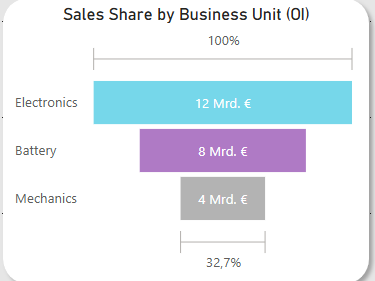 Sales Share by Business Unit (OI)
100%
Electronics 12 Mrd. €
Battery 8 Mrd. €
Mechanics 4 Mrd. €
32,7%